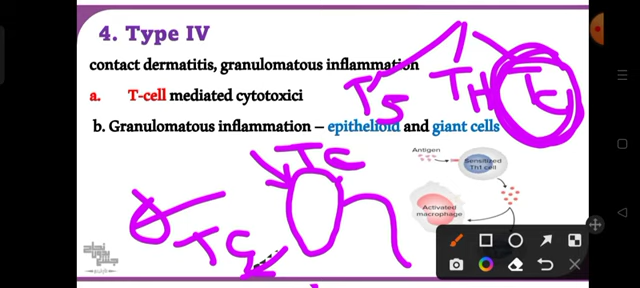 4. Type IV
contact dermatitis, granulomatous inflammation
a. T-cell mediated cytotoxici
b. Granulomatous inflammation – epithelioid and giant cells
TS TH TC
TC
TC
Antigen
Sensitized
Th1 cell
Activated
macrophage